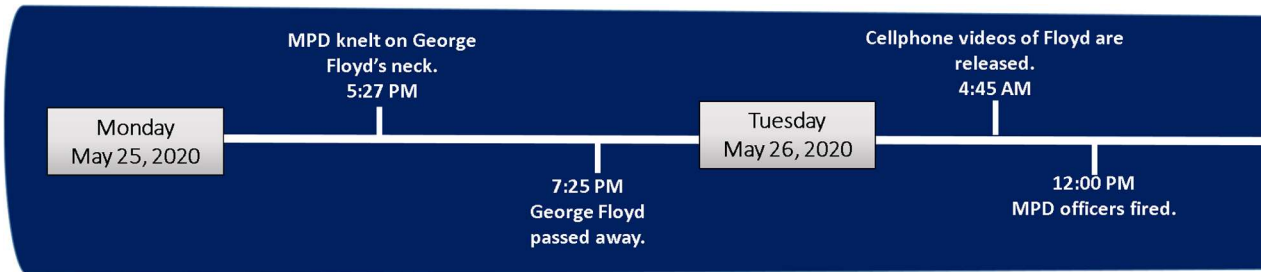 Monday
May 25, 2020
MPD knelt on George
Floyd's neck.
5:27 PM
7:25 PM
George Floyd
passed away.
Tuesday
May 26, 2020
Cellphone videos of Floyd are
released.
4:45 AM
12:00 PM
MPD officers fired.